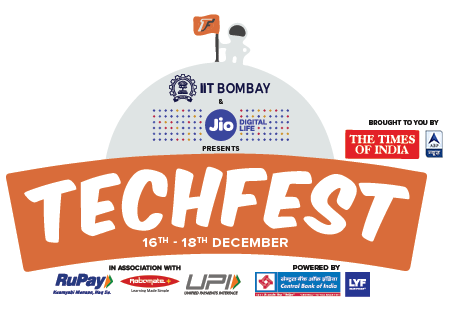 F
IIT BOMBAY
&
Jio DIGITAL
LIFE
PRESENTS
BROUGHT TO YOU BY
THE TIMES
OF INDIA
ABP
TECHFEST
16TH - 18TH DECEMBER
IN ASSOCIATION WITH
RuPay
robomate+
Learning Made Simple
UPI
UNIFIED PAYMENTS INTERFACE
POWERED BY
सेन्ट्रल बैंक ऑफ इंडिया
Central Bank of India
LYF